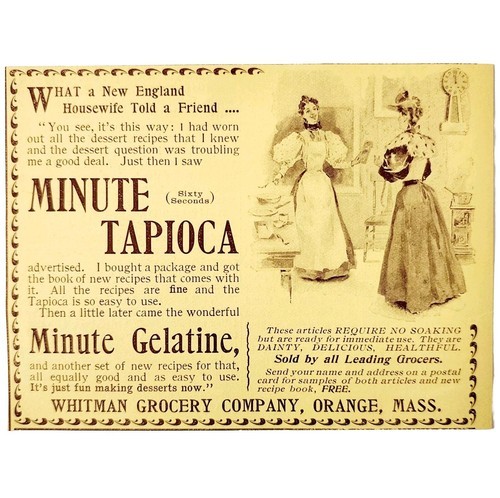 WHAT a New England
Housewife Told a Friend ....
"You see, it's this way: I had worn
out all the dessert recipes that I knew
and the dessert question was troubling
me a good deal. Just then I saw
MINUTE (Sixty Seconds)
TAPIOCA
advertised. I bought a package and got
the book of new recipes that comes with
it. All the recipes are fine and the
Tapioca is so easy to use.
Then a little later came the wonderful
Minute Gelatine,
and another set of new recipes for that,
all equally good and as easy to use.
It's just fun making desserts now."
These articles REQUIRE NO SOAKING
but are ready for immediate use. They are
DAINTY, DELICIOUS, HEALTHFUL.
Sold by all Leading Grocers.
Send your name and address on a postal
card for samples of both articles and new
recipe book, FREE.
WHITMAN GROCERY COMPANY, ORANGE, MASS.